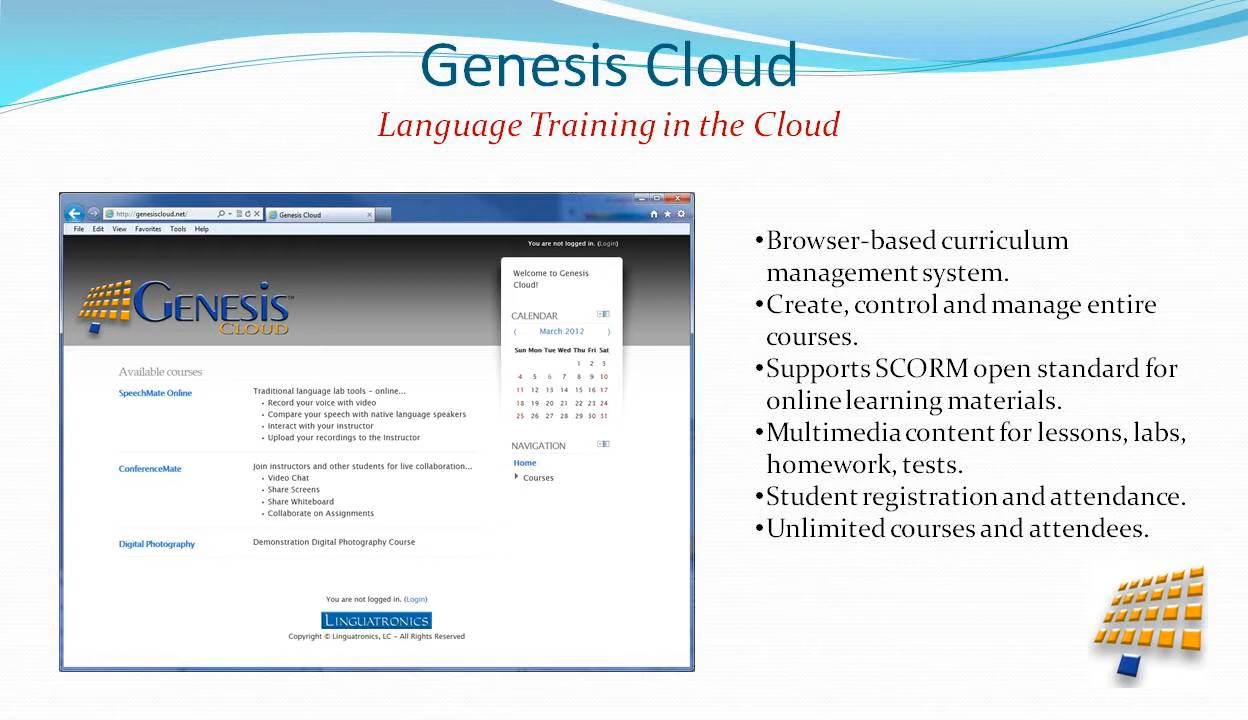 Genesis Cloud
Language Training in the Cloud
http://genesiscloud.net/
Genesis Cloud
File Edit View Favorites Tools Help
You are not logged in. (Login)
GENESIS™
CLOUD
Welcome to Genesis
Cloud!
CALENDAR
March 2012
Sun Mon Tue Wed Thu Fri Sat
1 2 3
4 5 6 7 8 9 10
11 12 13 14 15 16 17
18 19 20 21 22 23 24
25 26 27 28 29 30 31
NAVIGATION
Home
Courses
Available courses
SpeechMate Online
Traditional language lab tools – online...
• Record your voice with video
• Compare your speech with native language speakers
• Interact with your instructor
• Upload your recordings to the Instructor
ConferenceMate
Join instructors and other students for live collaboration...
• Video Chat
• Share Screens
• Share Whiteboard
• Collaborate on Assignments
Digital Photography
Demonstration Digital Photography Course
You are not logged in. (Login)
LINGUATRONICS
Copyright © Linguatronics, LC – All Rights Reserved
•Browser-based curriculum
management system.
•Create, control and manage entire
courses.
•Supports SCORM open standard for
online learning materials.
•Multimedia content for lessons, labs,
homework, tests.
•Student registration and attendance.
•Unlimited courses and attendees.